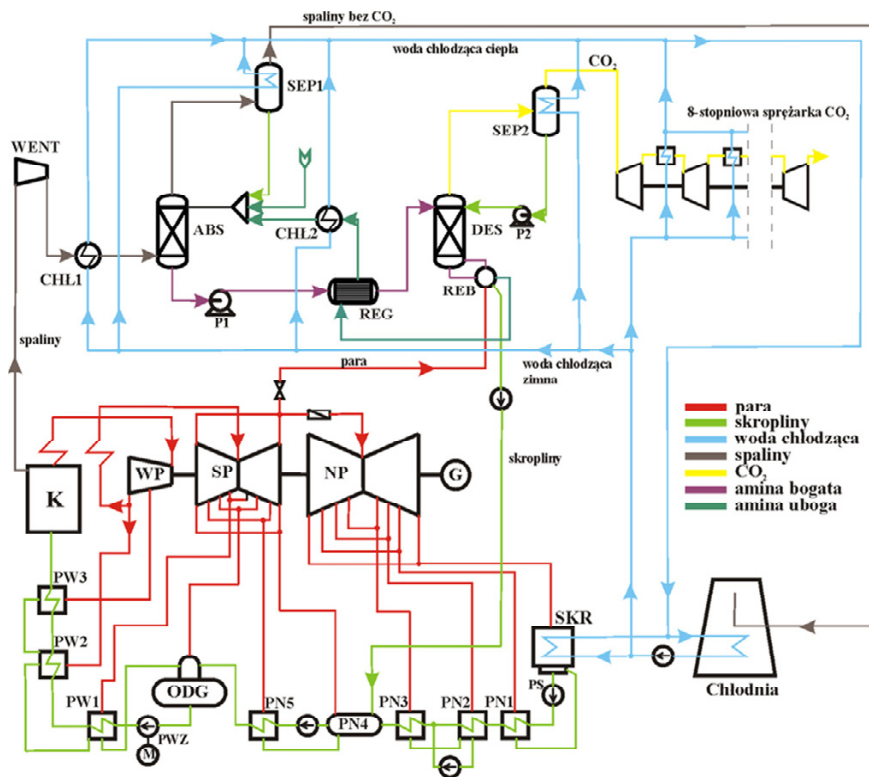 spaliny bez CO₂
woda chłodząca ciepła
CO₂
SEP1
SEP2
8-stopniowa sprężarka CO₂
WENT
ABS
CHL2
DES
P2
CHL1
P1
REG
REB
spaliny
para
woda chłodząca
zimna
para
skropliny
woda chłodząca
spaliny
CO₂
amina bogata
amina uboga
skropliny
K
WP
SP
NP
G
PW3
PW2
PW1
ODG
PWZ
M
PN5
PN4
PN3
PN2
PN1
SKR
PS
Chłodnia